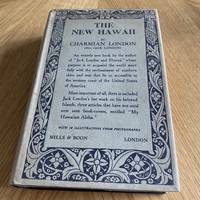 THE
NEW HAWAII
BY
CHARMIAN LONDON
(MRS. JACK LONDON)
An entirely new book by the author
of "Jack London and Hawaii" whose
purpose is to acquaint the world more
fully with the enchantment of
and seas that lie so accessible to the
western coast of the United States
of America.
Most important of all, there is included
Jack London's last work on his beloved
Islands, three articles that have not until
now seen book-covers, entitled "My
Hawaiian Aloha."
WITH 28 ILLUSTRATIONS FROM PHOTOGRAPHS
MILLS & BOON LONDON